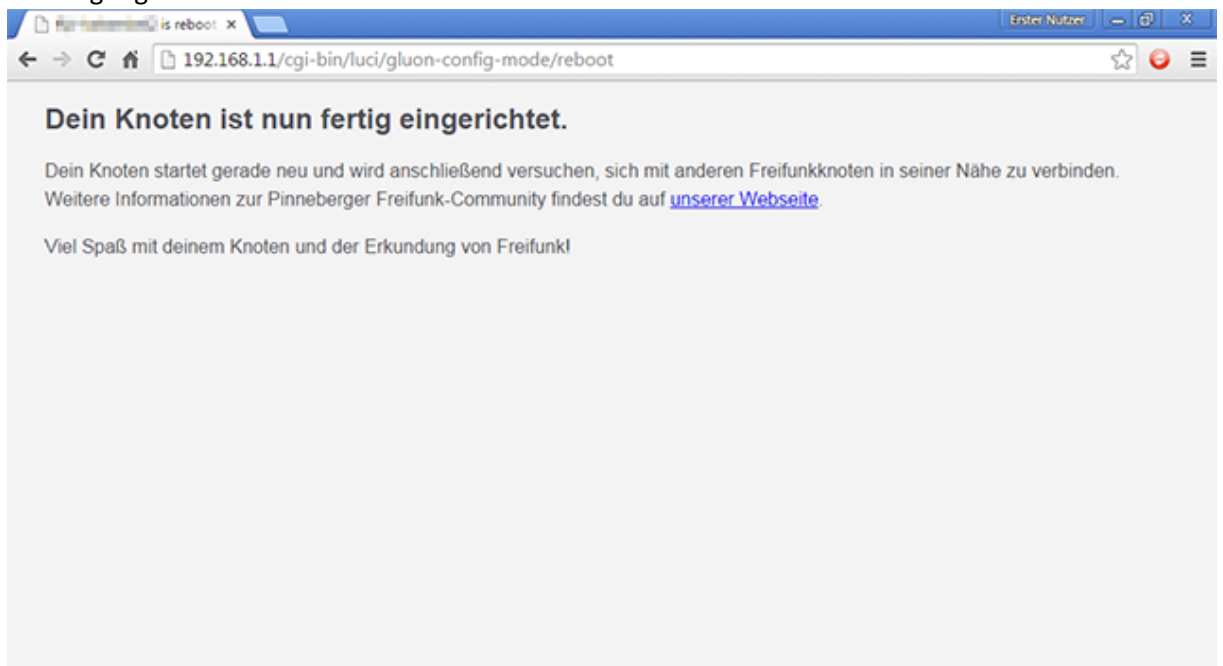 is reboot
Erster Nutzer
192.168.1.1/cgi-bin/luci/gluon-config-mode/reboot
Dein Knoten ist nun fertig eingerichtet.
Dein Knoten startet gerade neu und wird anschließend versuchen, sich mit anderen Freifunkknoten in seiner Nähe zu verbinden.
Weitere Informationen zur Pinneberger Freifunk-Community findest du auf unserer Webseite.
Viel Spaß mit deinem Knoten und der Erkundung von Freifunk!